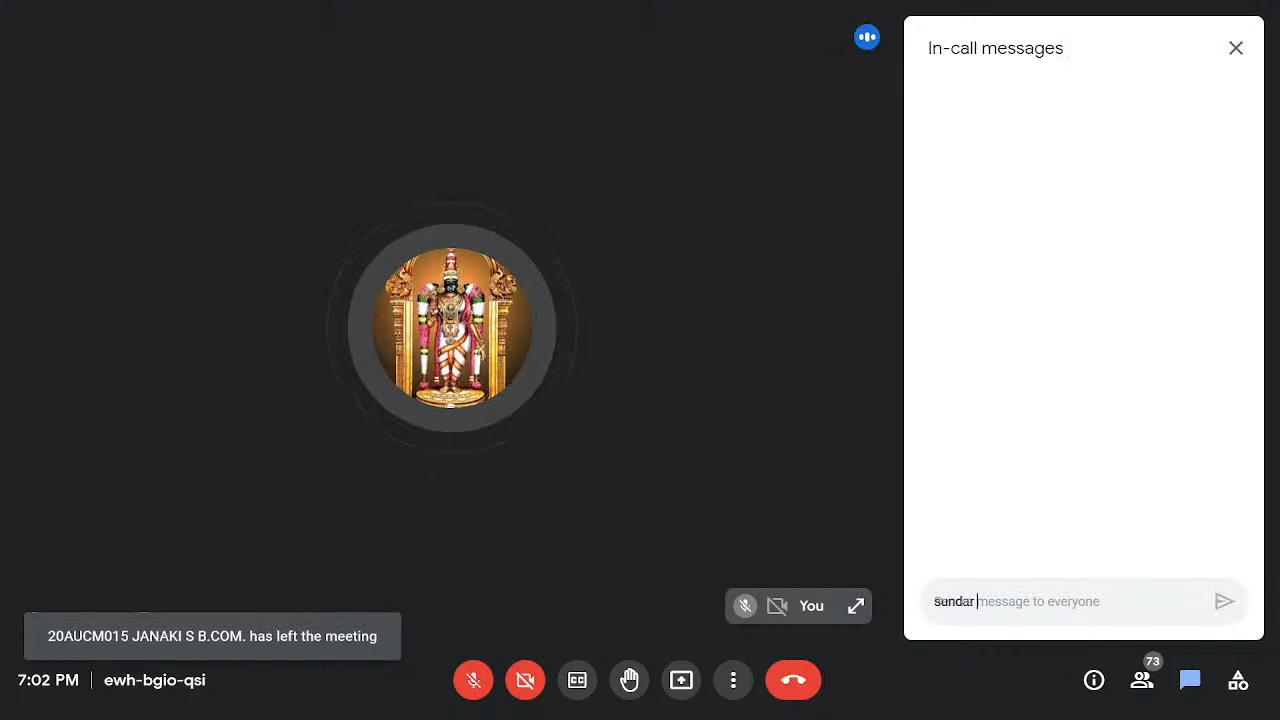 In-call messages
sundar message to everyone
You
20AUCM015 JANAKI S B.COM. has left the meeting
73
7:02 PM
ewh-bgio-qsi
CC